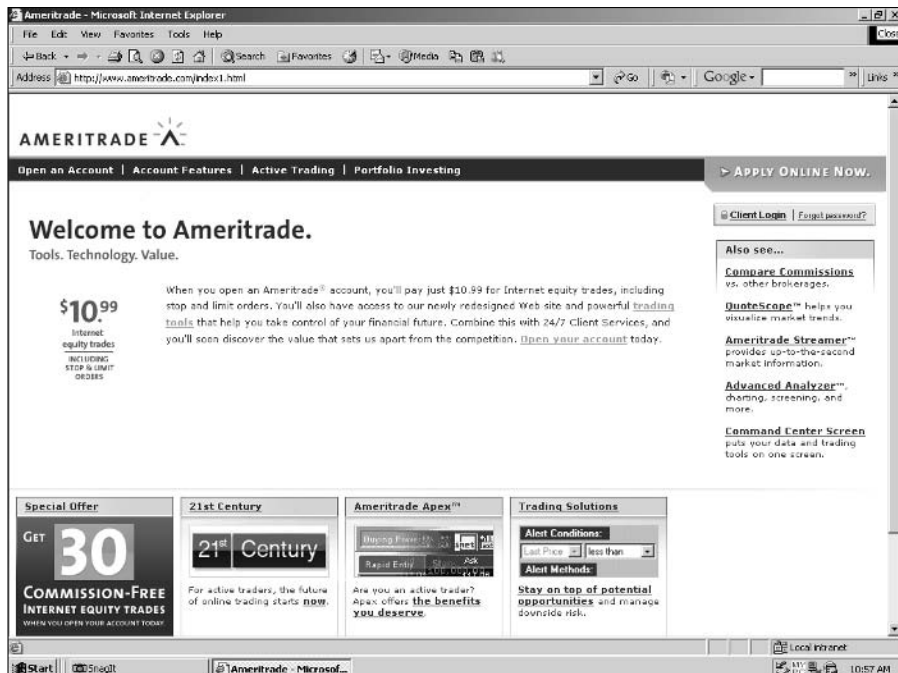 Ameritrade - Microsoft Internet Explorer
File Edit View Favorites Tools Help
Close
Back Search Favorites Media
Address http://www.ameritrade.com/index1.html Go Google Links
AMERITRADE
Open an Account | Account Features | Active Trading | Portfolio Investing
APPLY ONLINE NOW.
Client Login | Forgot password?
Welcome to Ameritrade.
Tools. Technology. Value.
$10.99
Internet
equity trades
INCLUDING
STOP & LIMIT
ORDERS
When you open an Ameritrade® account, you'll pay just $10.99 for Internet equity trades, including
stop and limit orders. You'll also have access to our newly redesigned Web site and powerful trading
tools that help you take control of your financial future. Combine this with 24/7 Client Services, and
you'll soon discover the value that sets us apart from the competition. Open your account today.
Also see...
Compare Commissions
vs. other brokerages.
QuoteScope™ helps you
visualize market trends.
Ameritrade Streamer™
provides up-to-the-second
market information.
Advanced Analyzer™,
charting, screening, and
more.
Command Center Screen
puts your data and trading
tools on one screen.
Special Offer
GET 30
COMMISSION-FREE
INTERNET EQUITY TRADES
WHEN YOU OPEN YOUR ACCOUNT TODAY
21st Century
21st Century
For active traders, the future
of online trading starts now.
Ameritrade Apex™
Buying Power
Rapid Entry Ask
Are you an active trader?
Apex offers the benefits
you deserve.
Trading Solutions
Alert Conditions:
Last Price less than
Alert Methods:
Stay on top of potential
opportunities and manage
downside risk.
Local intranet
Start SnagIt Ameritrade - Microsof... 10:57 AM